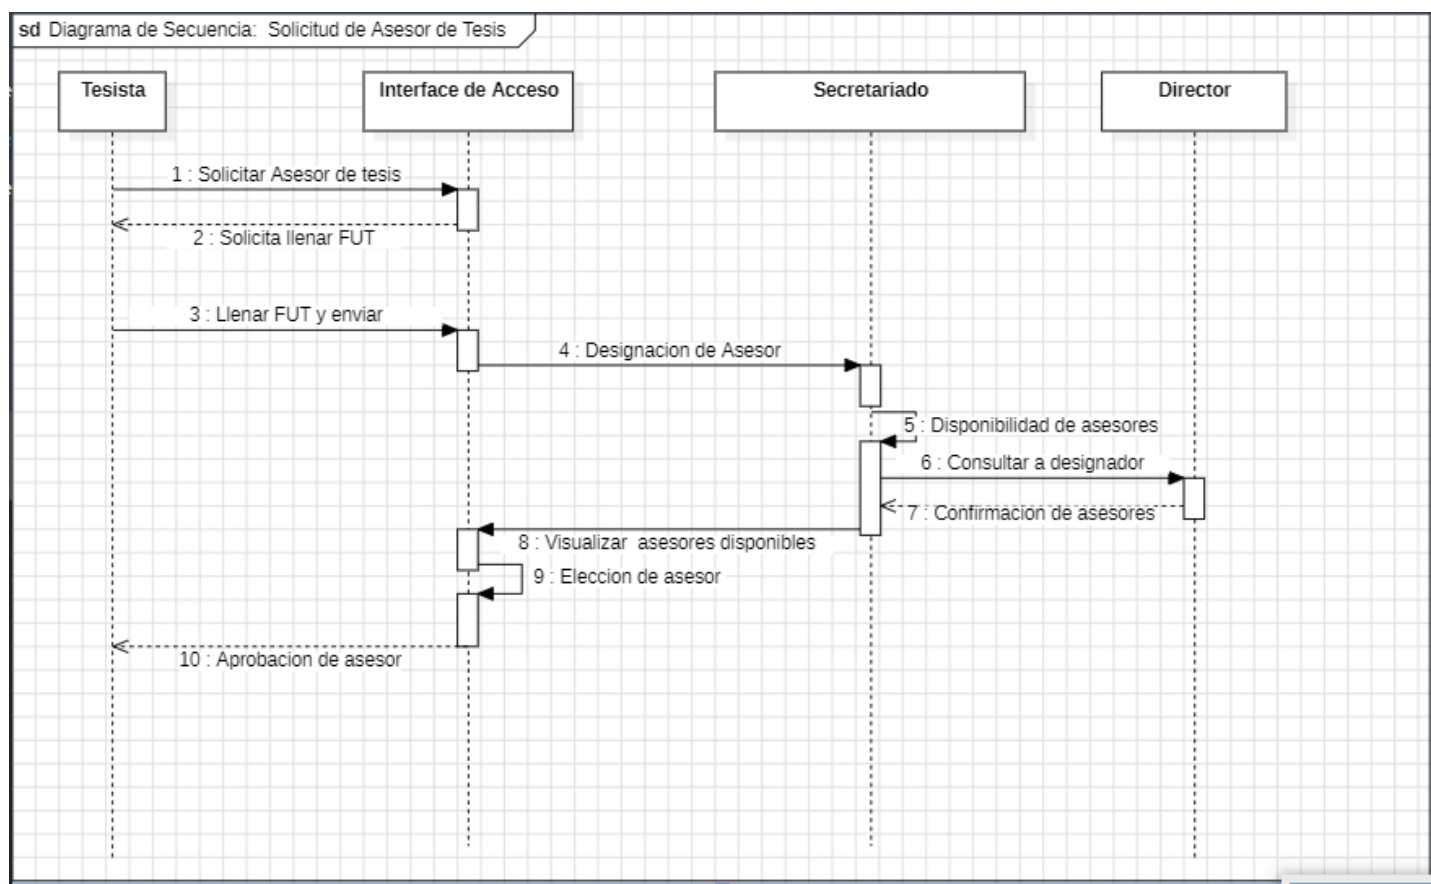 sd Diagrama de Secuencia: Solicitud de Asesor de Tesis
Tesista
Interface de Acceso
Secretariado
Director
1 : Solicitar Asesor de tesis
2 : Solicita llenar FUT
3 : Llenar FUT y enviar
4 : Designacion de Asesor
5 : Disponibilidad de asesores
6 : Consultar a designador
7 : Confirmacion de asesores
8 : Visualizar asesores disponibles
9 : Eleccion de asesor
10 : Aprobacion de asesor